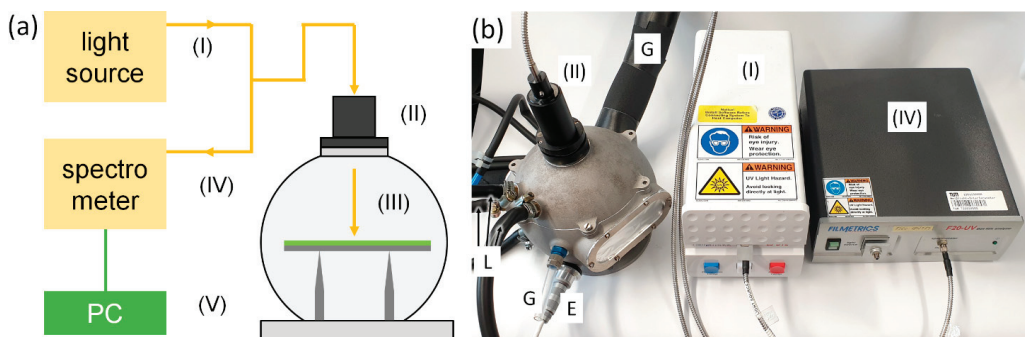 (a)
light
source
(I)
(II)
spectro
meter
(IV)
(III)
PC
(V)
(b)
(II)
G
(I)
(IV)
L
G
E
WARNING
Risk of
eye injury.
Wear eye
protection.
WARNING
UV Light Hazard.
Avoid looking
directly at light.
FILMETRICS
F20-UV